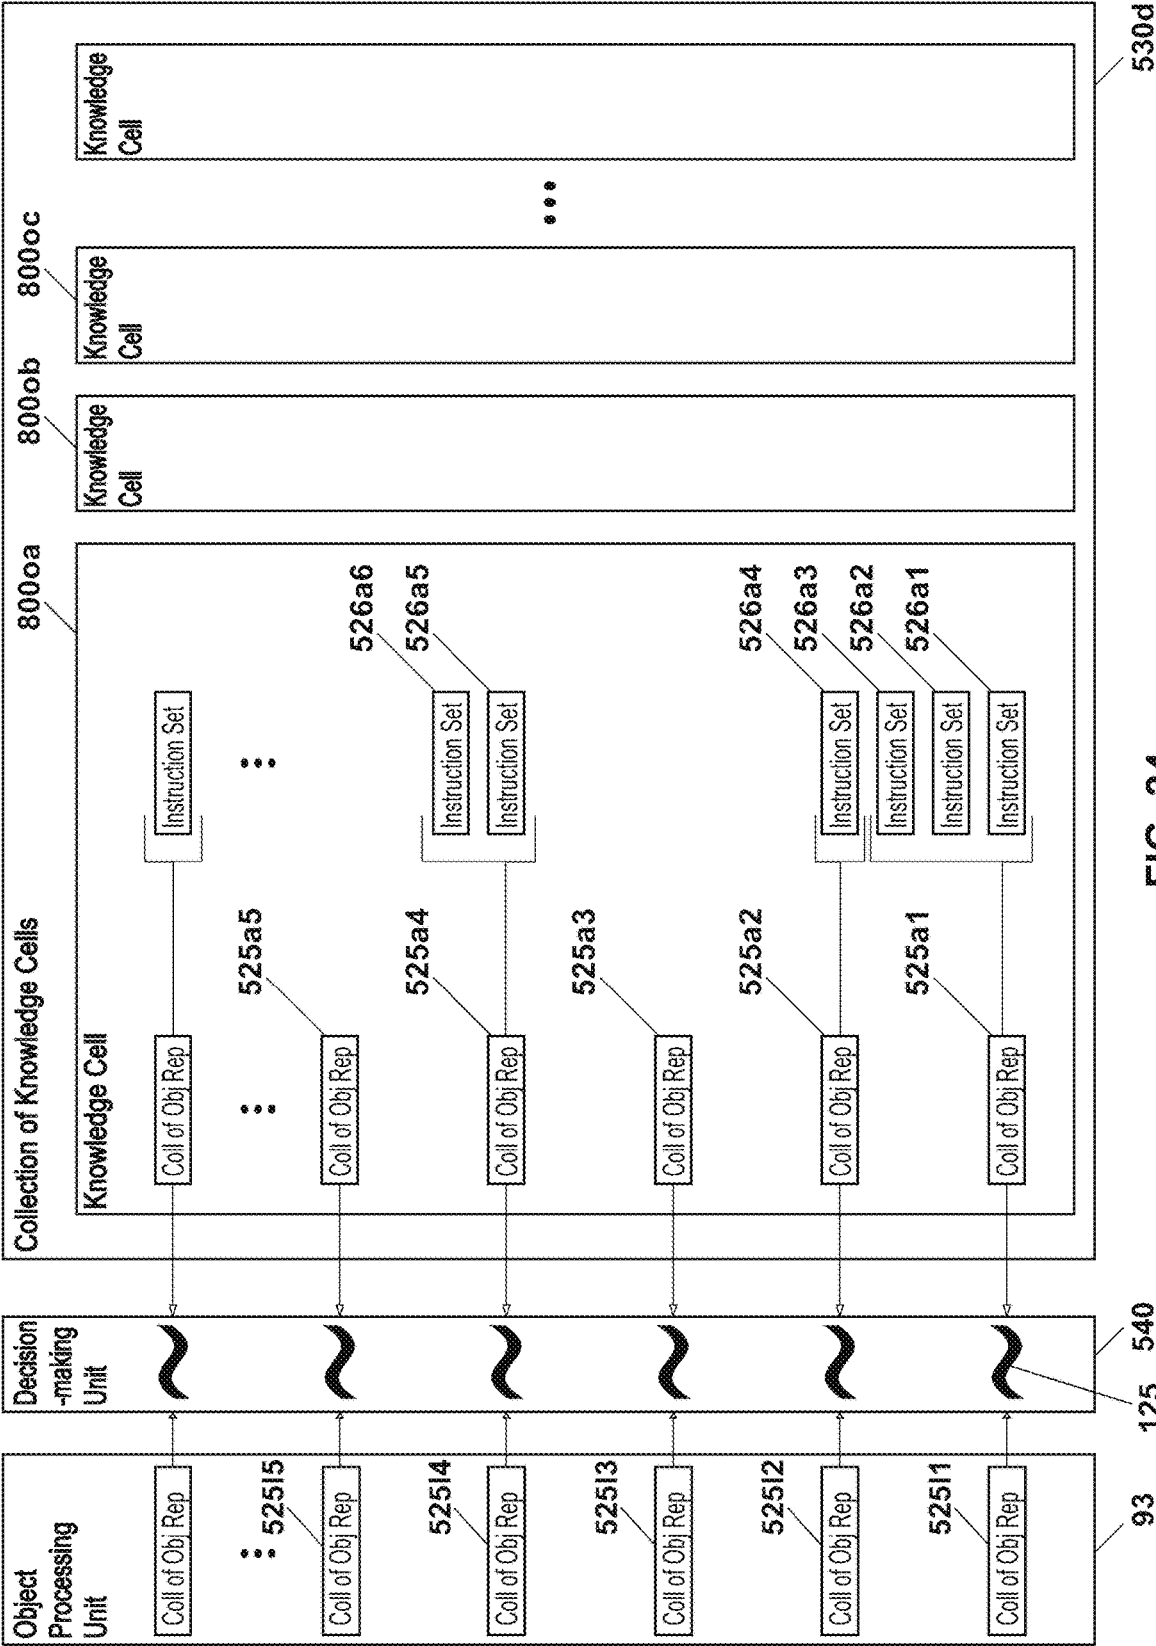 Object
Processing
Unit
Coll of Obj Rep
525l5
Coll of Obj Rep
525l4
Coll of Obj Rep
525l3
Coll of Obj Rep
525l2
Coll of Obj Rep
525l1
Coll of Obj Rep
93
Decision
-making
Unit
125
540
Collection of Knowledge Cells
Knowledge Cell
800oa
Coll of Obj Rep
Instruction Set
525a5
Coll of Obj Rep
525a4
Coll of Obj Rep
526a6
Instruction Set
526a5
Instruction Set
525a3
Coll of Obj Rep
525a2
Coll of Obj Rep
526a4
Instruction Set
526a3
Instruction Set
526a2
Instruction Set
526a1
Instruction Set
525a1
Coll of Obj Rep
800ob
Knowledge
Cell
800oc
Knowledge
Cell
Knowledge
Cell
530d